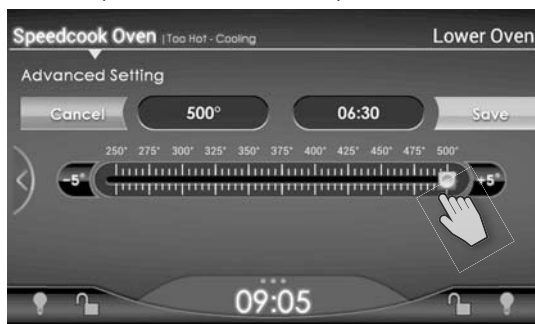 Speedcook Oven | Too Hot - Cooling Lower Oven
Advanced Setting
Cancel 500° 06:30 Save
250° 275° 300° 325° 350° 375° 400° 425° 450° 475° 500°
-5° +5°
09:05